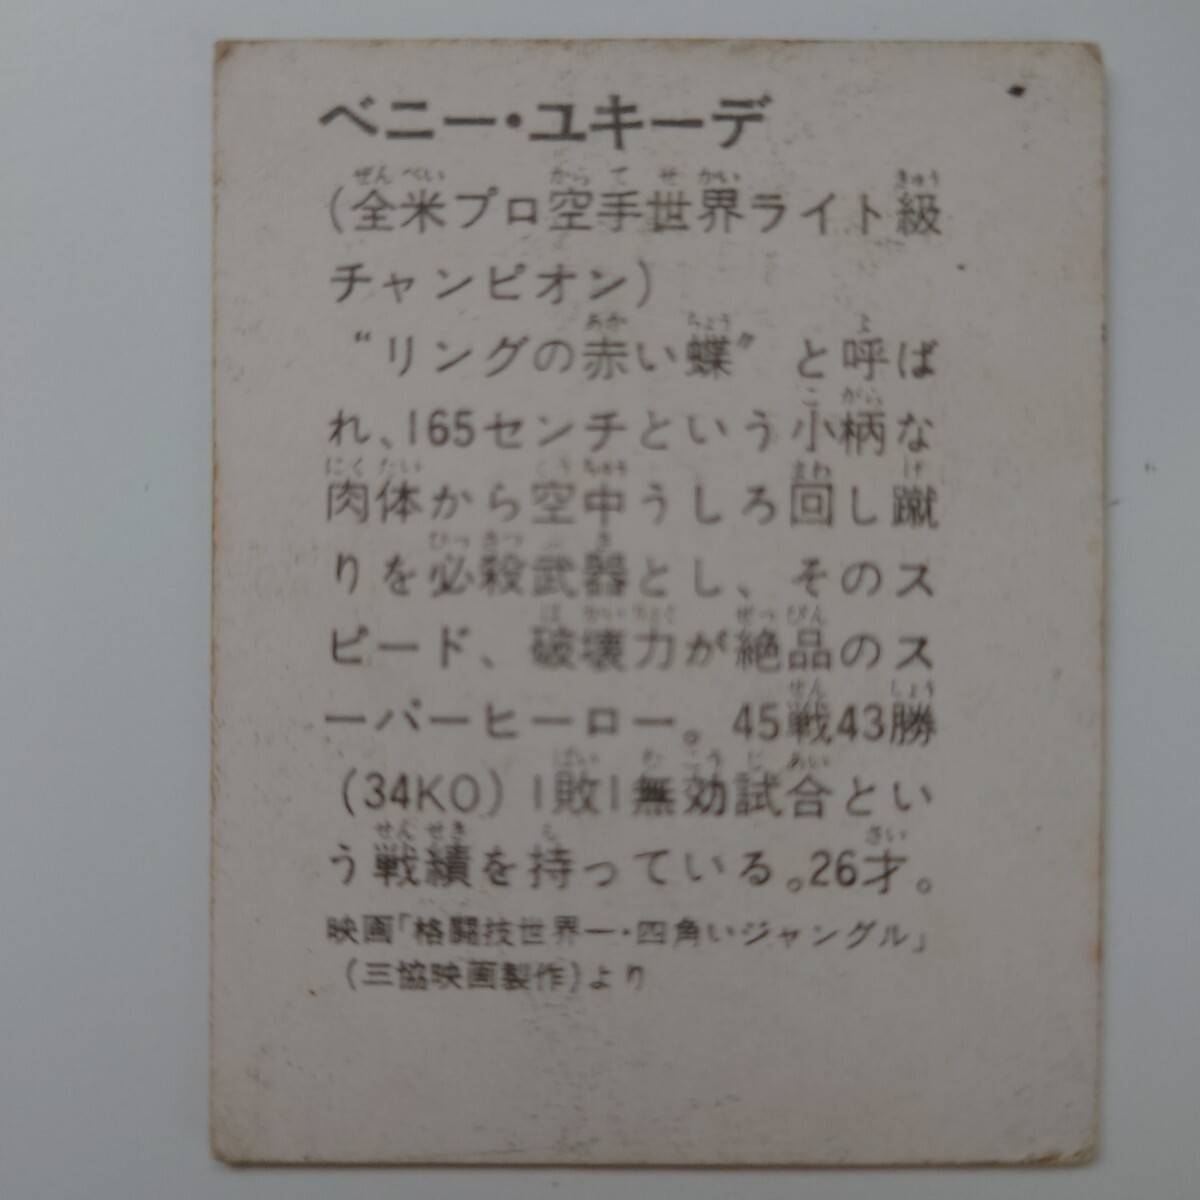 ベニー・ユキーデ
(全米プロ空手世界ライト級
チャンピオン)
“リングの赤い蝶”と呼ば
れ、165センチという小柄な
肉体から空中うしろ回し蹴
りを必殺武器とし、そのス
ピード、破壊力が絶品のス
ーパーヒーロー。45戦43勝
(34KO)1敗1無効試合とい
う戦績を持っている。26才。
映画「格闘技世界一・四角いジャングル」
(三協映画製作)より